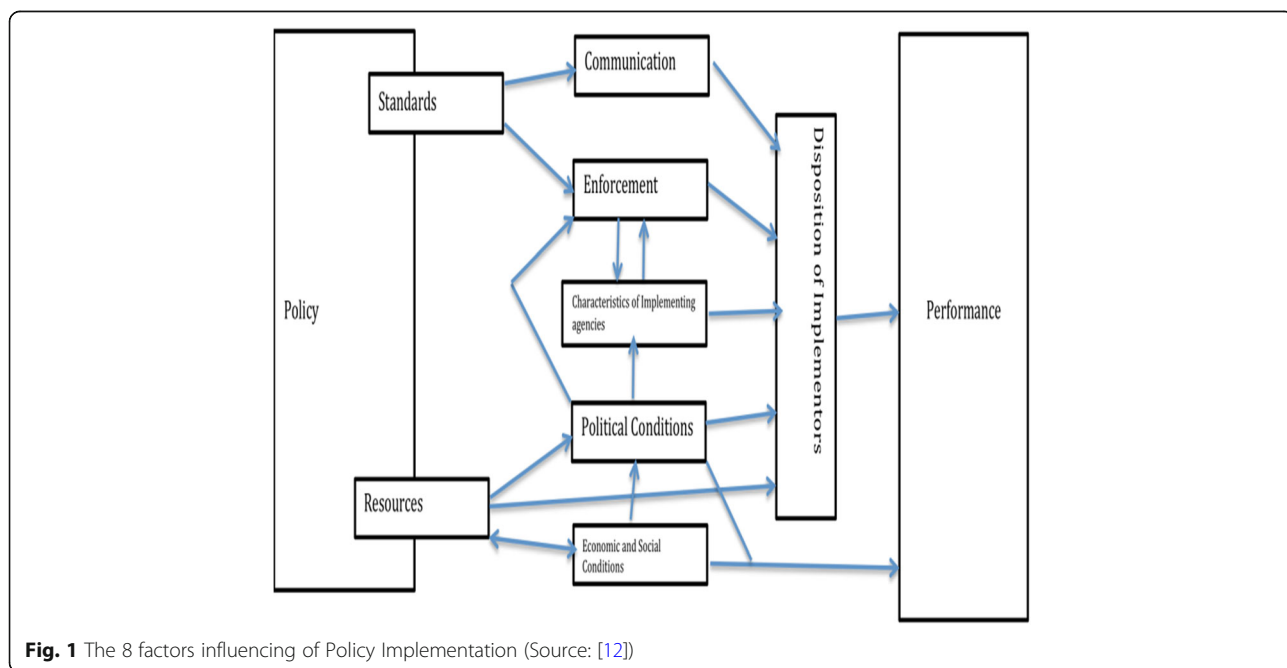 Policy
Standards
Resources
Communication
Enforcement
Characteristics of Implementing
agencies
Political Conditions
Economic and Social
Conditions
Disposition of Implementors
Performance
Fig. 1 The 8 factors influencing of Policy Implementation (Source: [12])